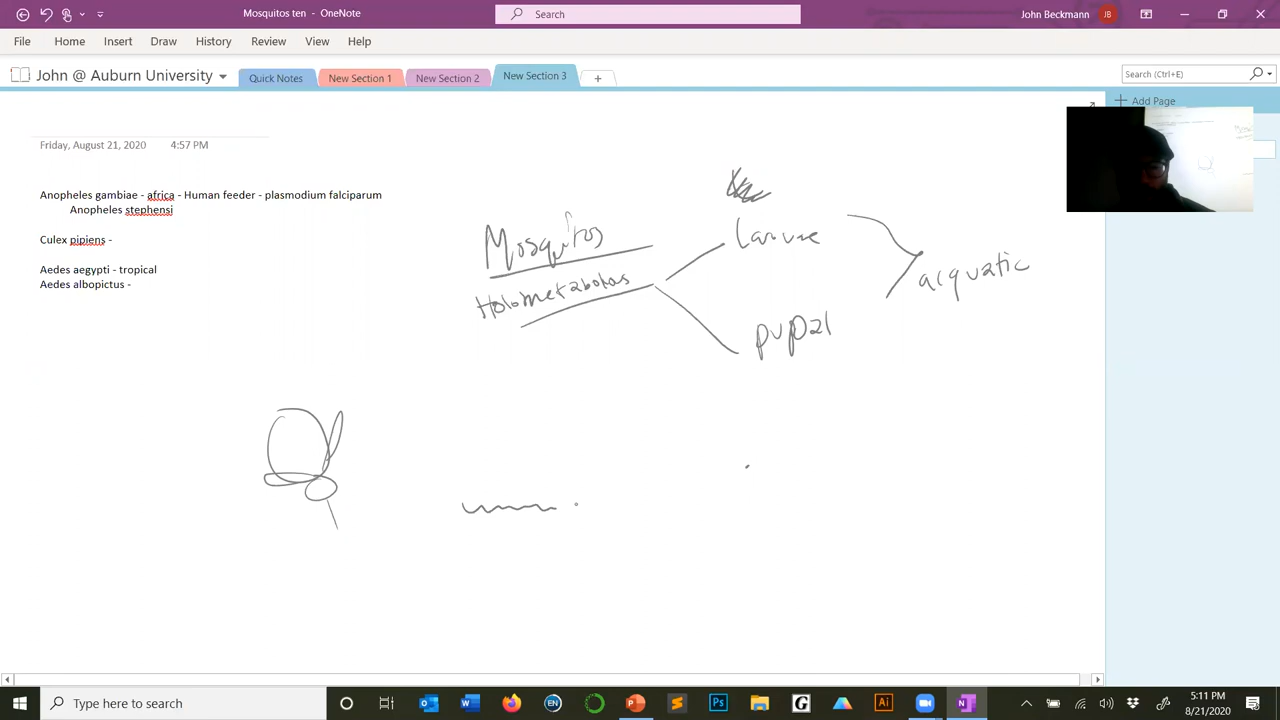 Mosquitos ten - OneNote
Search
John Beckmann
JB
File Home Insert Draw History Review View Help
John @ Auburn University
Quick Notes New Section 1 New Section 2 New Section 3
Search (Ctrl+E)
Add Page
Friday, August 21, 2020 4:57 PM
Anopheles gambiae - africa - Human feeder - plasmodium falciparum
Anopheles stephensi
Culex pipiens -
Aedes aegypti - tropical
Aedes albopictus -
Mosquitos
Holometabolas
Larvae
pupal
acquatic
Type here to search
5:11 PM
8/21/2020